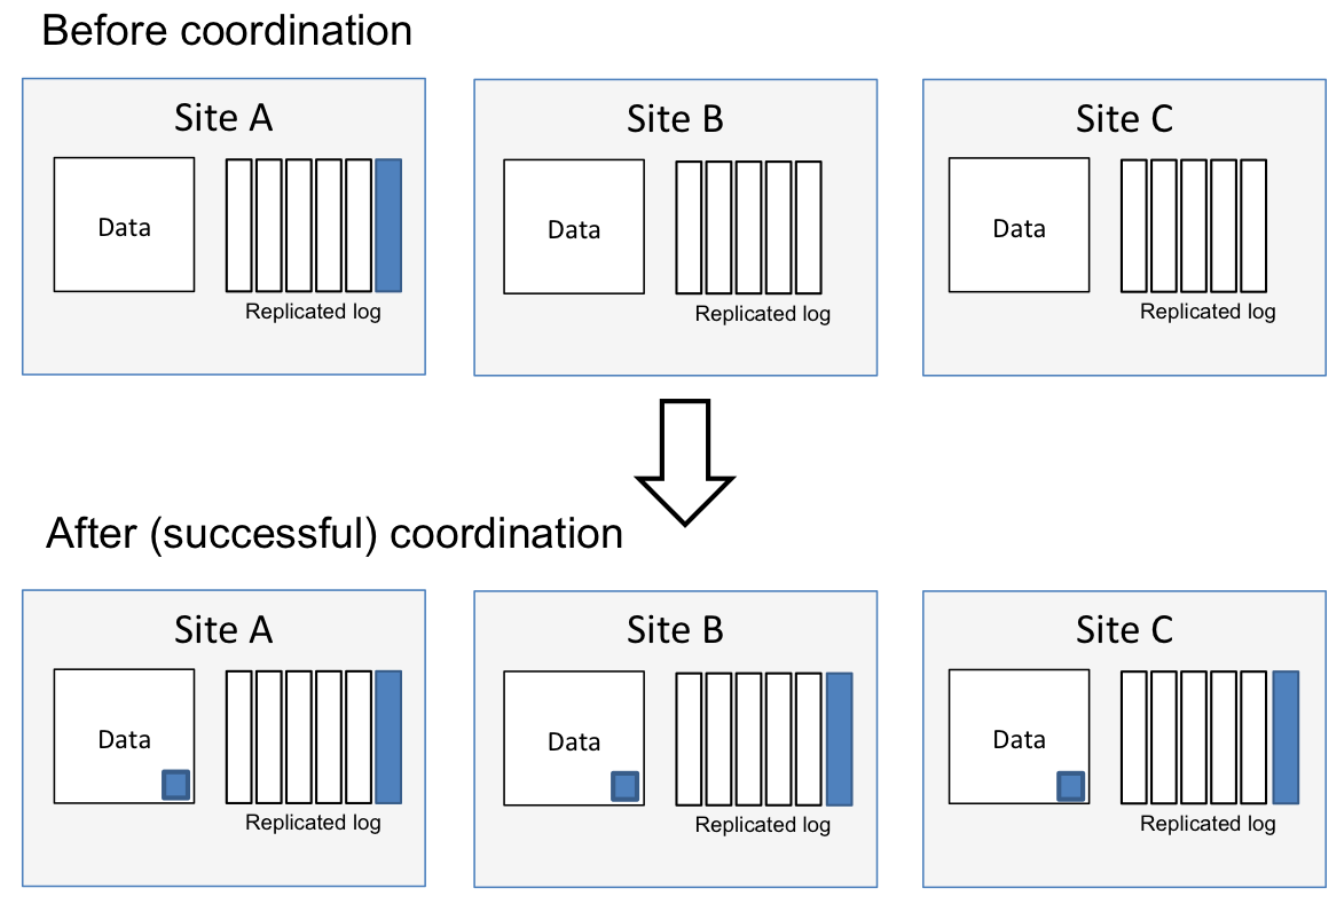 Before coordination
Site A
Data
Replicated log
Site B
Data
Replicated log
Site C
Data
Replicated log
After (successful) coordination
Site A
Data
Replicated log
Site B
Data
Replicated log
Site C
Data
Replicated log